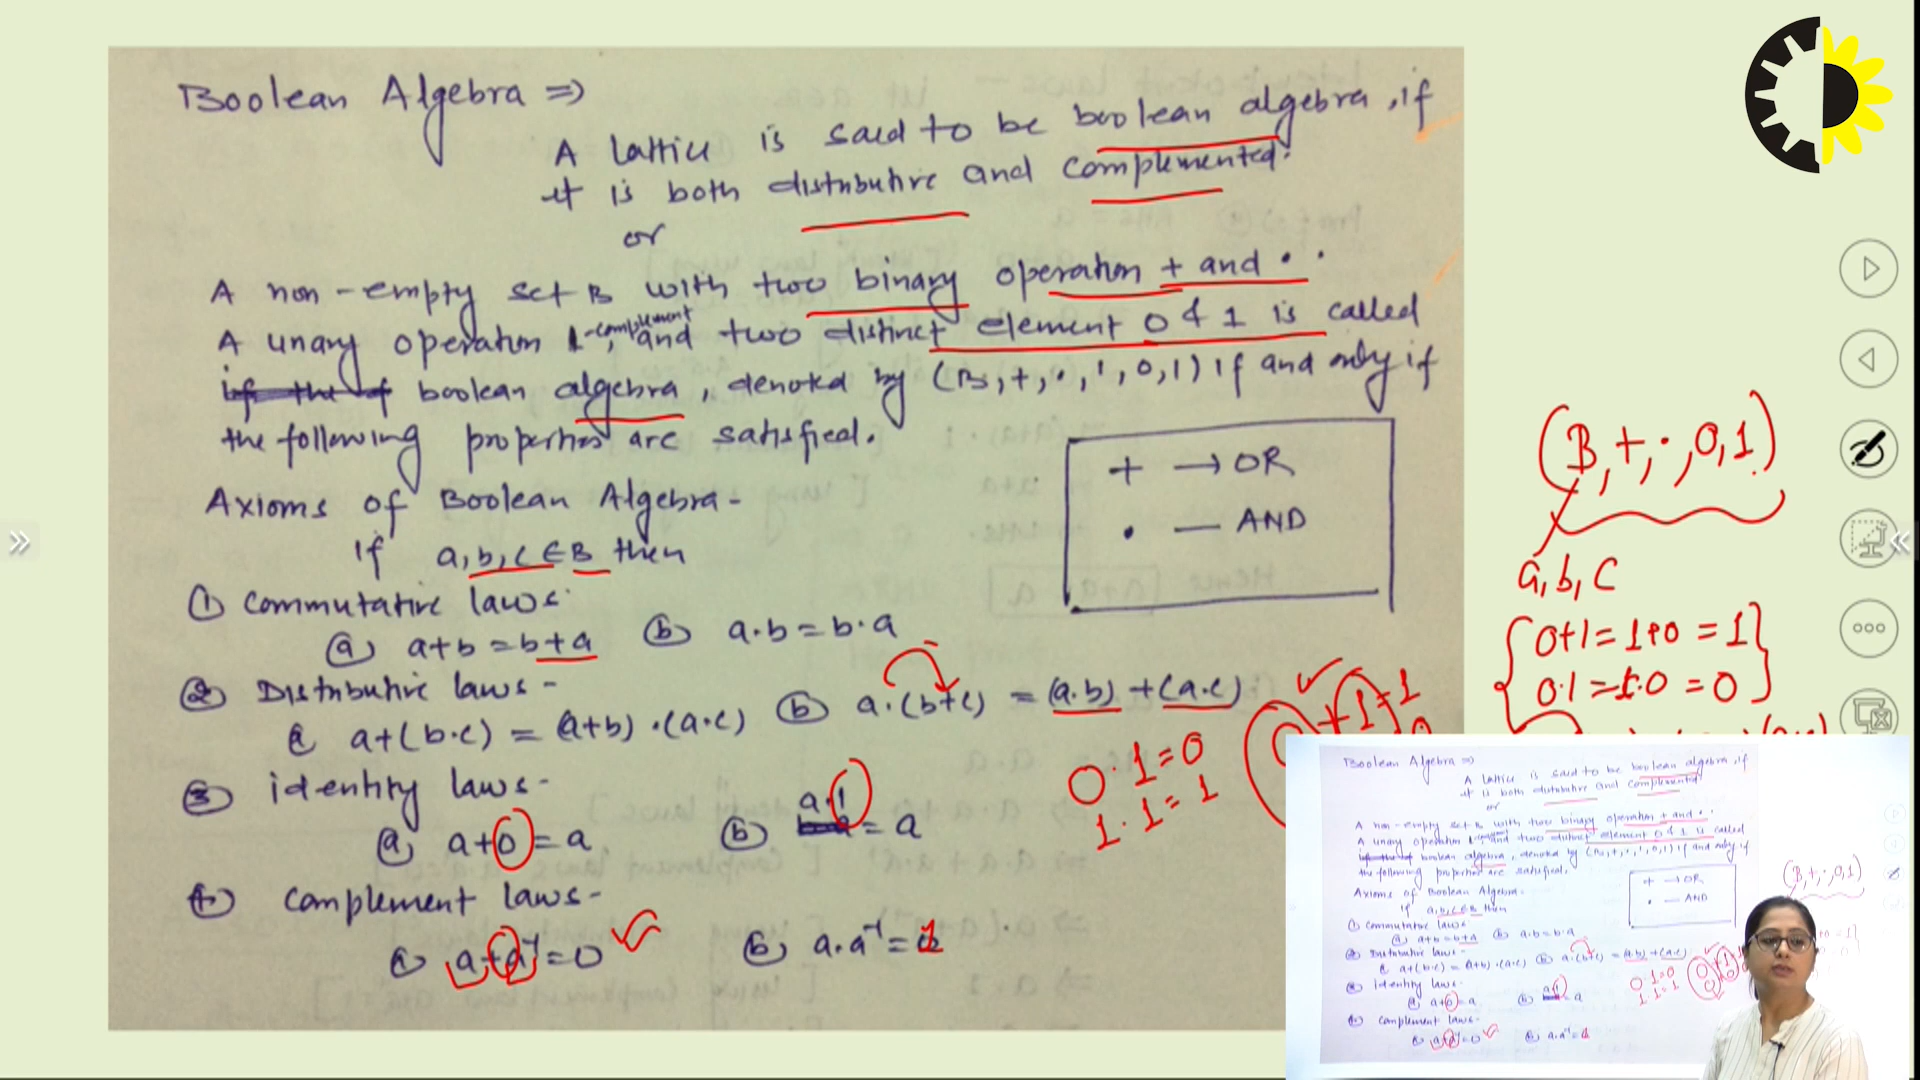 Boolean Algebra ⇒
A lattice is said to be boolean algebra, if
it is both distributive and complemented.
or
A non-empty set B with two binary operation + and •.
A unary operation 1-complement, and two distinct element 0 & 1 is called
boolean algebra, denoted by (B, +, ., ', 0, 1) if and only if
the following properties are satisfied.
+ → OR
• — AND
Axioms of Boolean Algebra -
If a, b, c ∈ B then
① Commutative laws:
ⓐ a+b = b+a ⓑ a.b = b.a
② Distributive laws -
ⓐ a+(b.c) = (a+b).(a.c) ⓑ a.(b+c) = (a.b) + (a.c)
③ identity laws -
ⓐ a+0 = a ⓑ a.1 = a
④ complement laws -
ⓐ a+a⁻¹ = 0 ⓑ a.a⁻¹ = 1
0.1=0
1.1=1
(B, +, ., 0, 1)
a, b, c
0+1 = 1+0 = 1
0.1 = 1.0 = 0